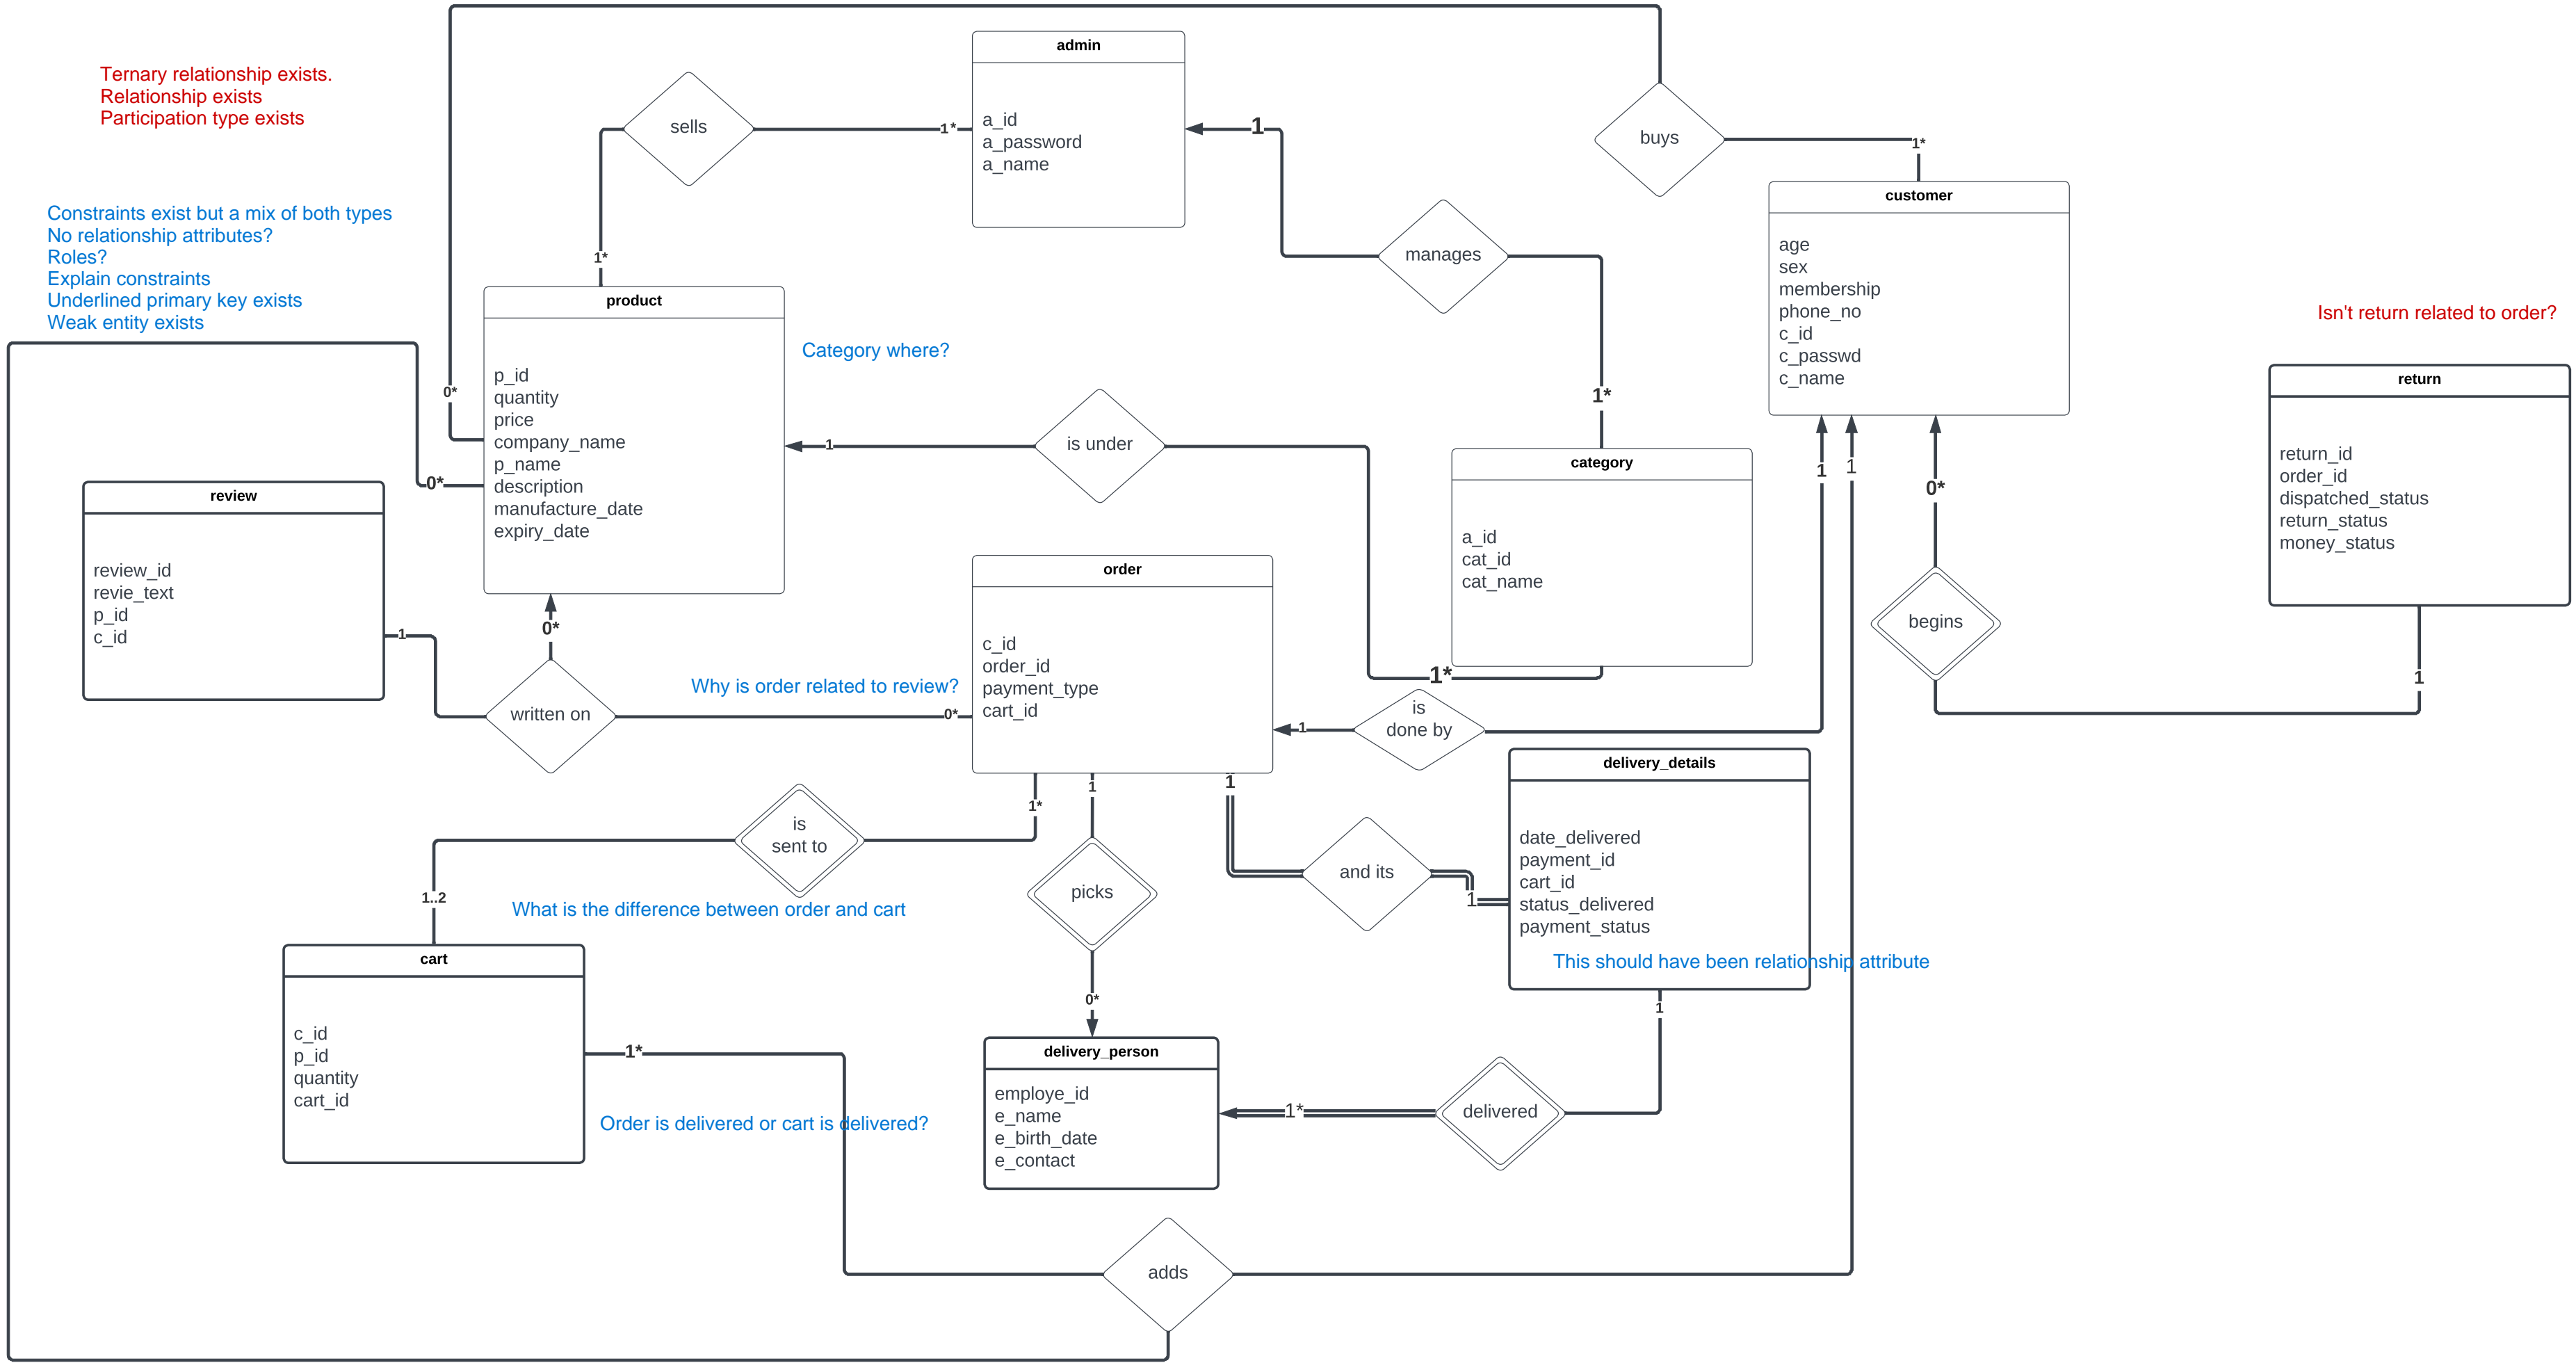 Ternary relationship exists.
Relationship exists
Participation type exists
Constraints exist but a mix of both types
No relationship attributes?
Roles?
Explain constraints
Underlined primary key exists
Weak entity exists
sells
1*
1*
admin
a_id
a_password
a_name
1
manages
1*
buys
1*
0*
customer
age
sex
membership
phone_no
c_id
c_passwd
c_name
Isn't return related to order?
return
return_id
order_id
dispatched_status
return_status
money_status
product
p_id
quantity
price
company_name
p_name
description
manufacture_date
expiry_date
0*
Category where?
1
is under
1*
category
a_id
cat_id
cat_name
1
1
0*
begins
1
review
review_id
revie_text
p_id
c_id
1
0*
written on
0*
Why is order related to review?
order
c_id
order_id
payment_type
cart_id
1
is
done by
1*
1
1
is
sent to
1..2
picks
0*
and its
1
delivery_details
date_delivered
payment_id
cart_id
status_delivered
payment_status
This should have been relationship attribute
1
What is the difference between order and cart
cart
c_id
p_id
quantity
cart_id
1*
Order is delivered or cart is delivered?
delivery_person
employe_id
e_name
e_birth_date
e_contact
1*
delivered
adds